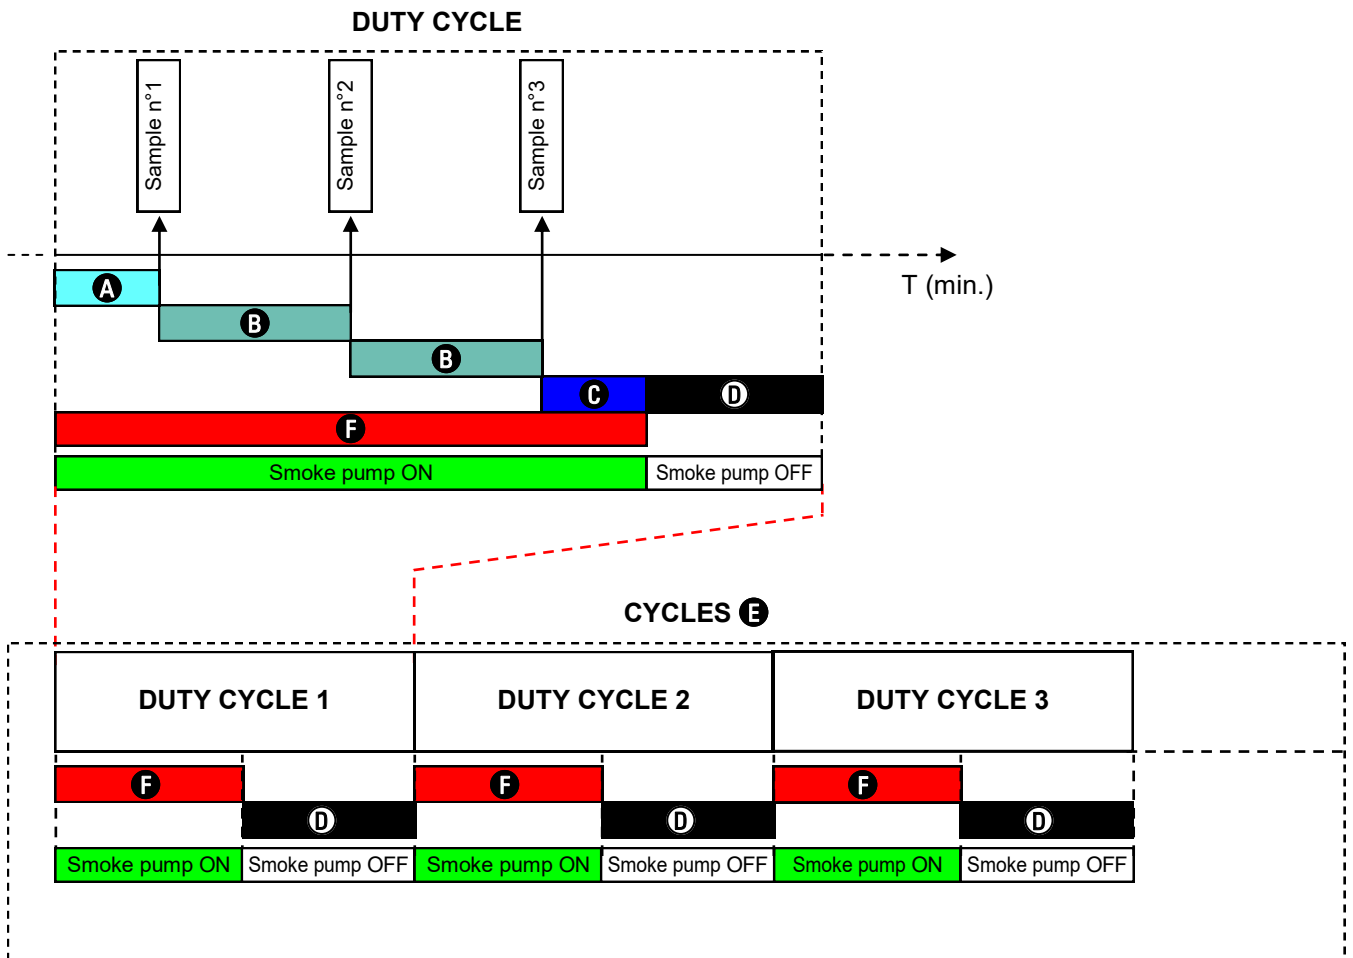 DUTY CYCLE
Sample n°1
Sample n°2
Sample n°3
T (min.)
A
B
B
C
D
F
Smoke pump ON
Smoke pump OFF
CYCLES E
DUTY CYCLE 1
DUTY CYCLE 2
DUTY CYCLE 3
F
F
F
D
D
D
Smoke pump ON
Smoke pump OFF
Smoke pump ON
Smoke pump OFF
Smoke pump ON
Smoke pump OFF